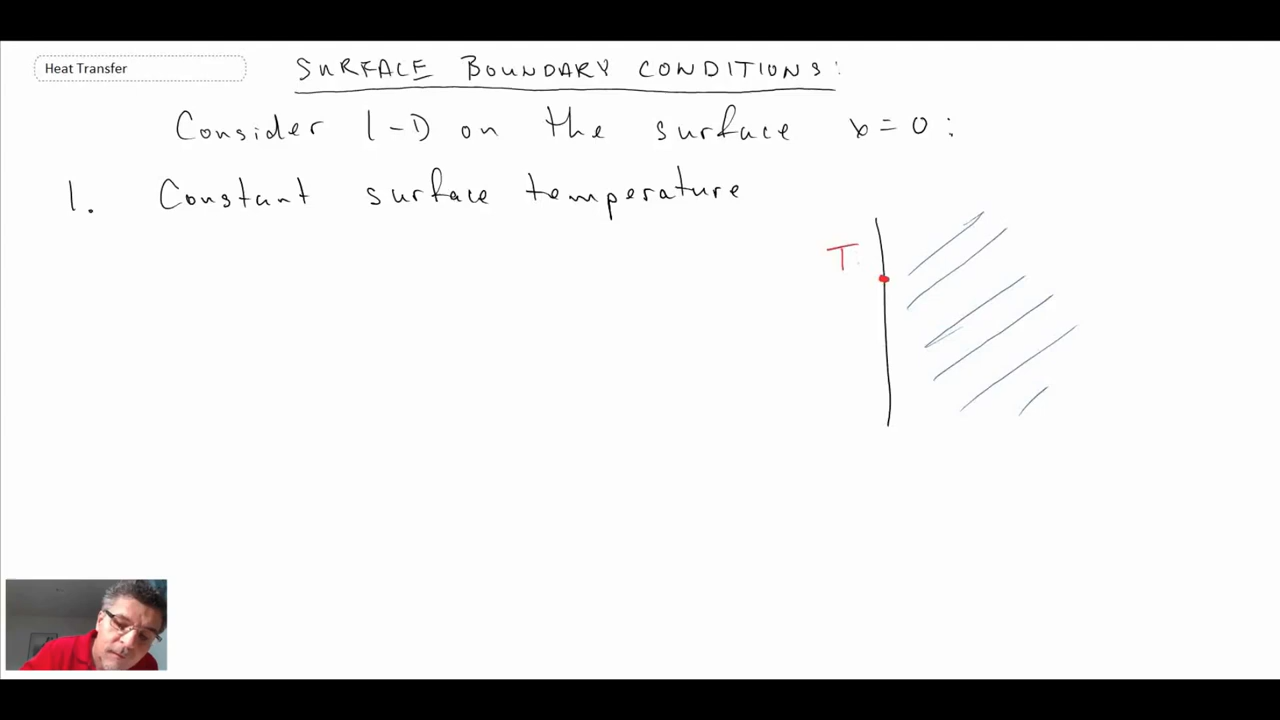 Heat Transfer
SURFACE BOUNDARY CONDITIONS:
Consider 1-D on the surface x=0:
1. Constant surface temperature
T